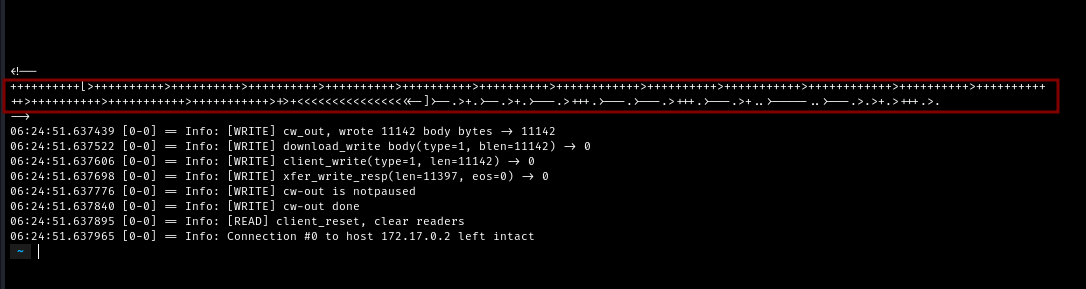 <!--
++++++++++[>++++++++++>++++++++++>++++++++++>++++++++++>++++++++++>++++++++++>++++++++++++>++++++++++>+++++++++++>++++++++++++>++++++++++>++++++++++
++>++++++++++>+++++++++++>+++++++++++>+>+<<<<<<<<<<<<<<<<<-]>--.>+.>--.>+.>---.>+++.>---.>---.>+++.>---.>+..>-----..>---.>.>+.>+++.>.
-->
06:24:51.637439 [0-0] == Info: [WRITE] cw_out, wrote 11142 body bytes -> 11142
06:24:51.637522 [0-0] == Info: [WRITE] download_write body(type=1, blen=11142) -> 0
06:24:51.637606 [0-0] == Info: [WRITE] client_write(type=1, len=11142) -> 0
06:24:51.637698 [0-0] == Info: [WRITE] xfer_write_resp(len=11397, eos=0) -> 0
06:24:51.637776 [0-0] == Info: [WRITE] cw-out is notpaused
06:24:51.637840 [0-0] == Info: [WRITE] cw-out done
06:24:51.637895 [0-0] == Info: [READ] client_reset, clear readers
06:24:51.637965 [0-0] == Info: Connection #0 to host 172.17.0.2 left intact
~